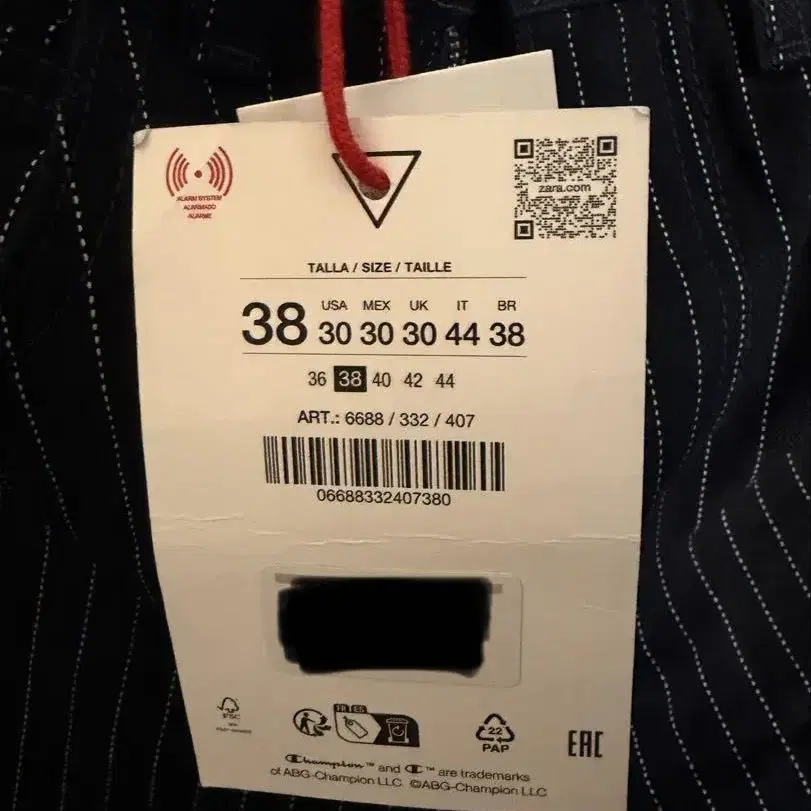 ALARM SYSTEM
ALARMADO
ALARME
zara.com
TALLA / SIZE / TAILLE
USA MEX UK IT BR
38 30 30 30 44 38
36 38 40 42 44
ART.: 6688 / 332 / 407
06688332407380
FSC
FR ES
22
PAP
EAC
Champion™ and C™ are trademarks
of ABG-Champion LLC. ©ABG-Champion LLC